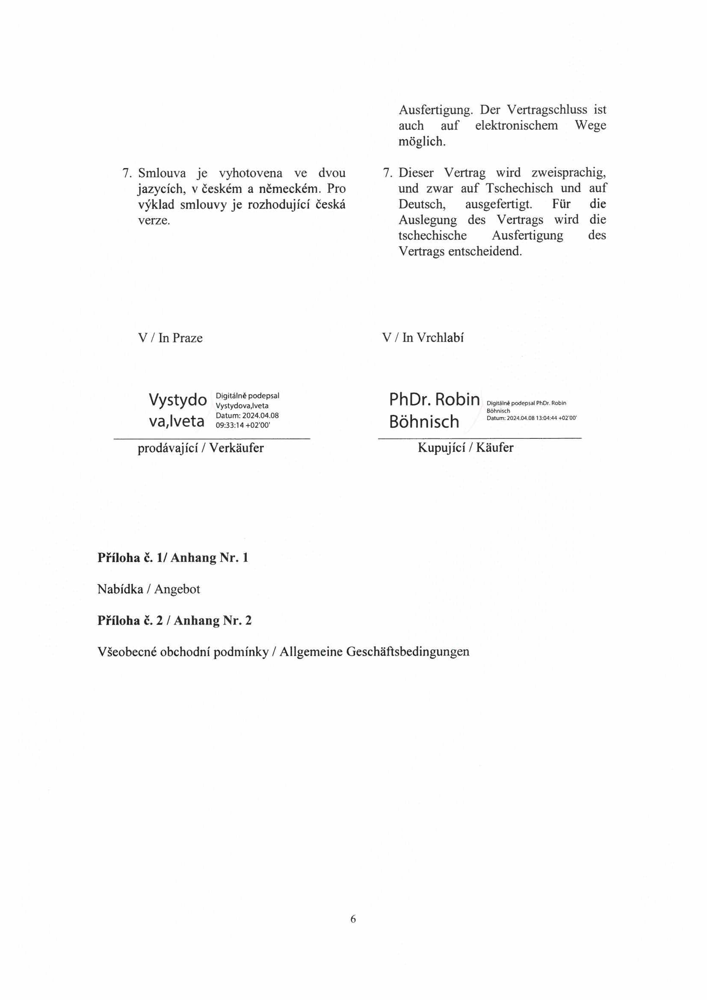 Ausfertigung. Der Vertragschluss ist
auch auf elektronischem Wege
möglich.
7. Smlouva je vyhotovena ve dvou
jazycích, v českém a německém. Pro
výklad smlouvy je rozhodující česká
verze.
7. Dieser Vertrag wird zweisprachig,
und zwar auf Tschechisch und auf
Deutsch, ausgefertigt. Für die
Auslegung des Vertrags wird die
tschechische Ausfertigung des
Vertrags entscheidend.
V / In Praze
V / In Vrchlabí
Vystydo
va,Iveta
Digitálně podepsal
Vystydova,Iveta
Datum: 2024.04.08
09:33:14 +02'00'
prodávající / Verkäufer
PhDr. Robin
Böhnisch
Digitálně podepsal PhDr. Robin
Böhnisch
Datum: 2024.04.08 13:04:44 +02'00'
Kupující / Käufer
Příloha č. 1/ Anhang Nr. 1
Nabídka / Angebot
Příloha č. 2 / Anhang Nr. 2
Všeobecné obchodní podmínky / Allgemeine Geschäftsbedingungen
6